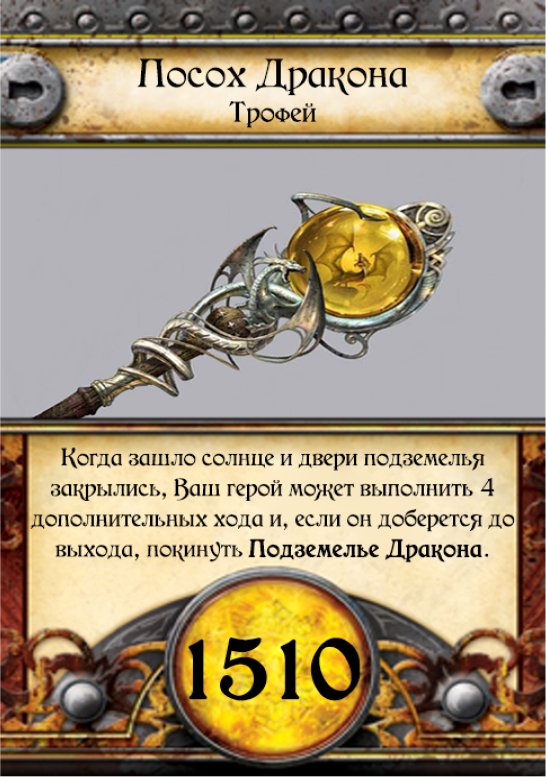 Посох Дракона
Трофей
Когда зашло солнце и двери подземелья
закрылись, Ваш герой может выполнить 4
дополнительных хода и, если он доберется до
выхода, покинуть Подземелье Дракона.
1510